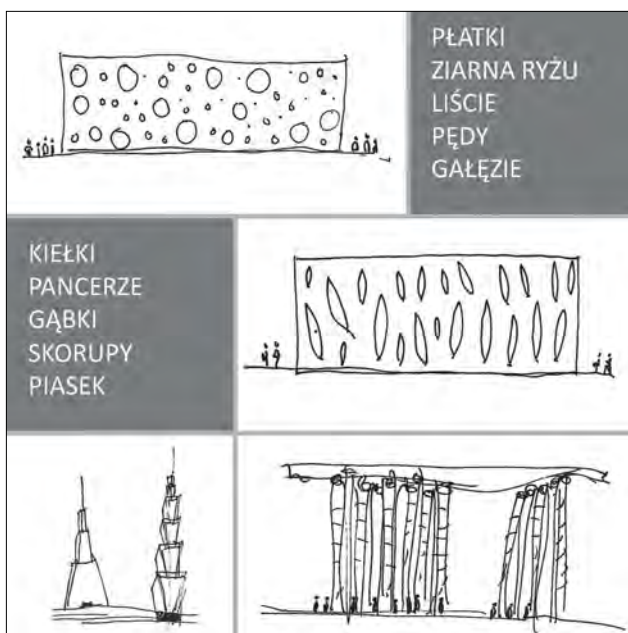 PŁATKI
ZIARNA RYŻU
LIŚCIE
PĘDY
GAŁĘZIE
KIEŁKI
PANCERZE
GĄBKI
SKORUPY
PIASEK